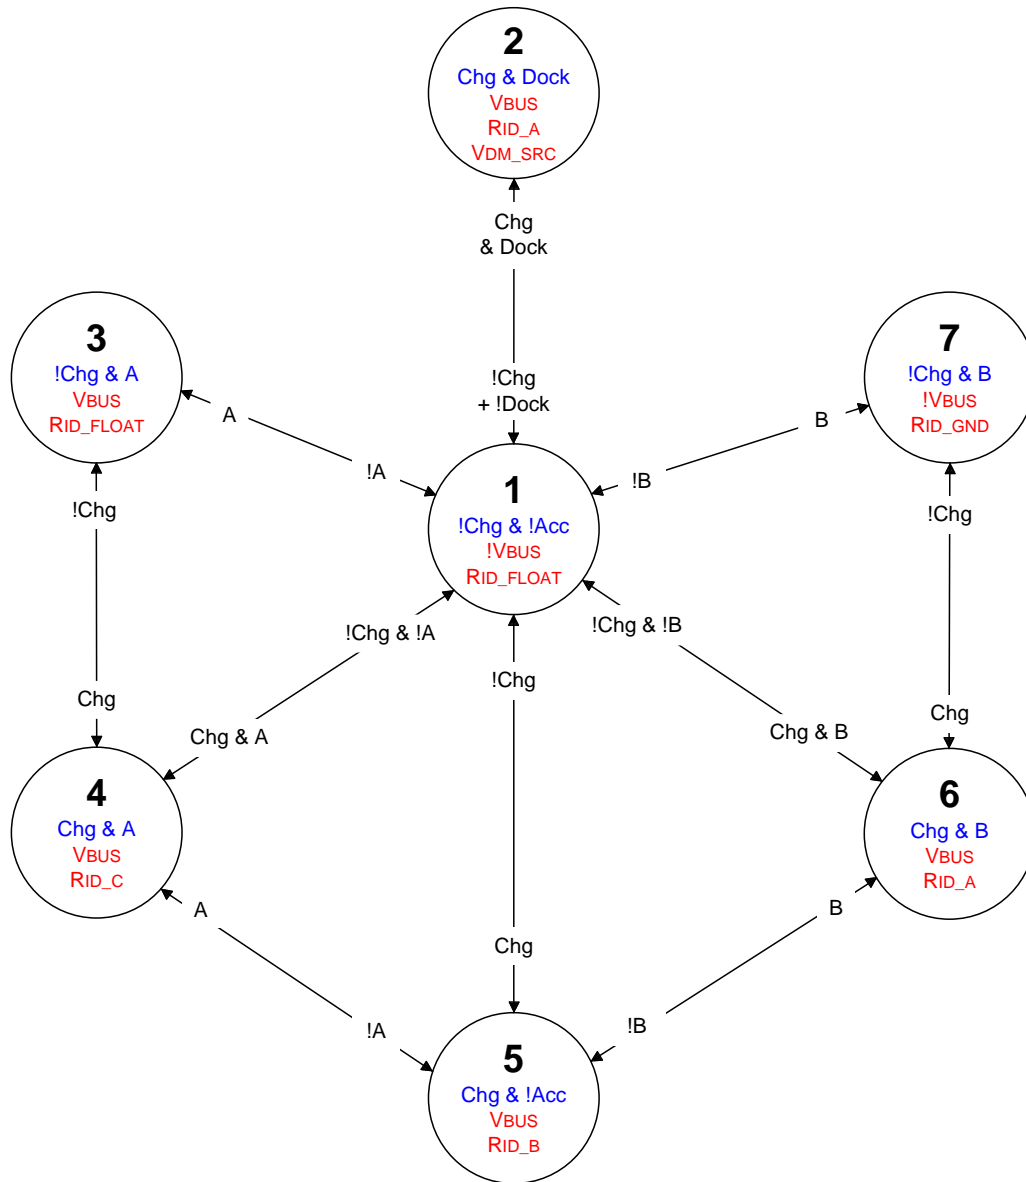 2
Chg & Dock
VBUS
RID_A
VDM_SRC
Chg
& Dock
3
!Chg & A
VBUS
RID_FLOAT
7
!Chg & B
!VBUS
RID_GND
!Chg
+ !Dock
A
!A
B
!B
1
!Chg & !Acc
!VBUS
RID_FLOAT
!Chg
!Chg
!Chg & !A
!Chg & !B
!Chg
Chg
Chg & A
Chg & B
Chg
4
Chg & A
VBUS
RID_C
6
Chg & B
VBUS
RID_A
A
B
Chg
!A
!B
5
Chg & !Acc
VBUS
RID_B